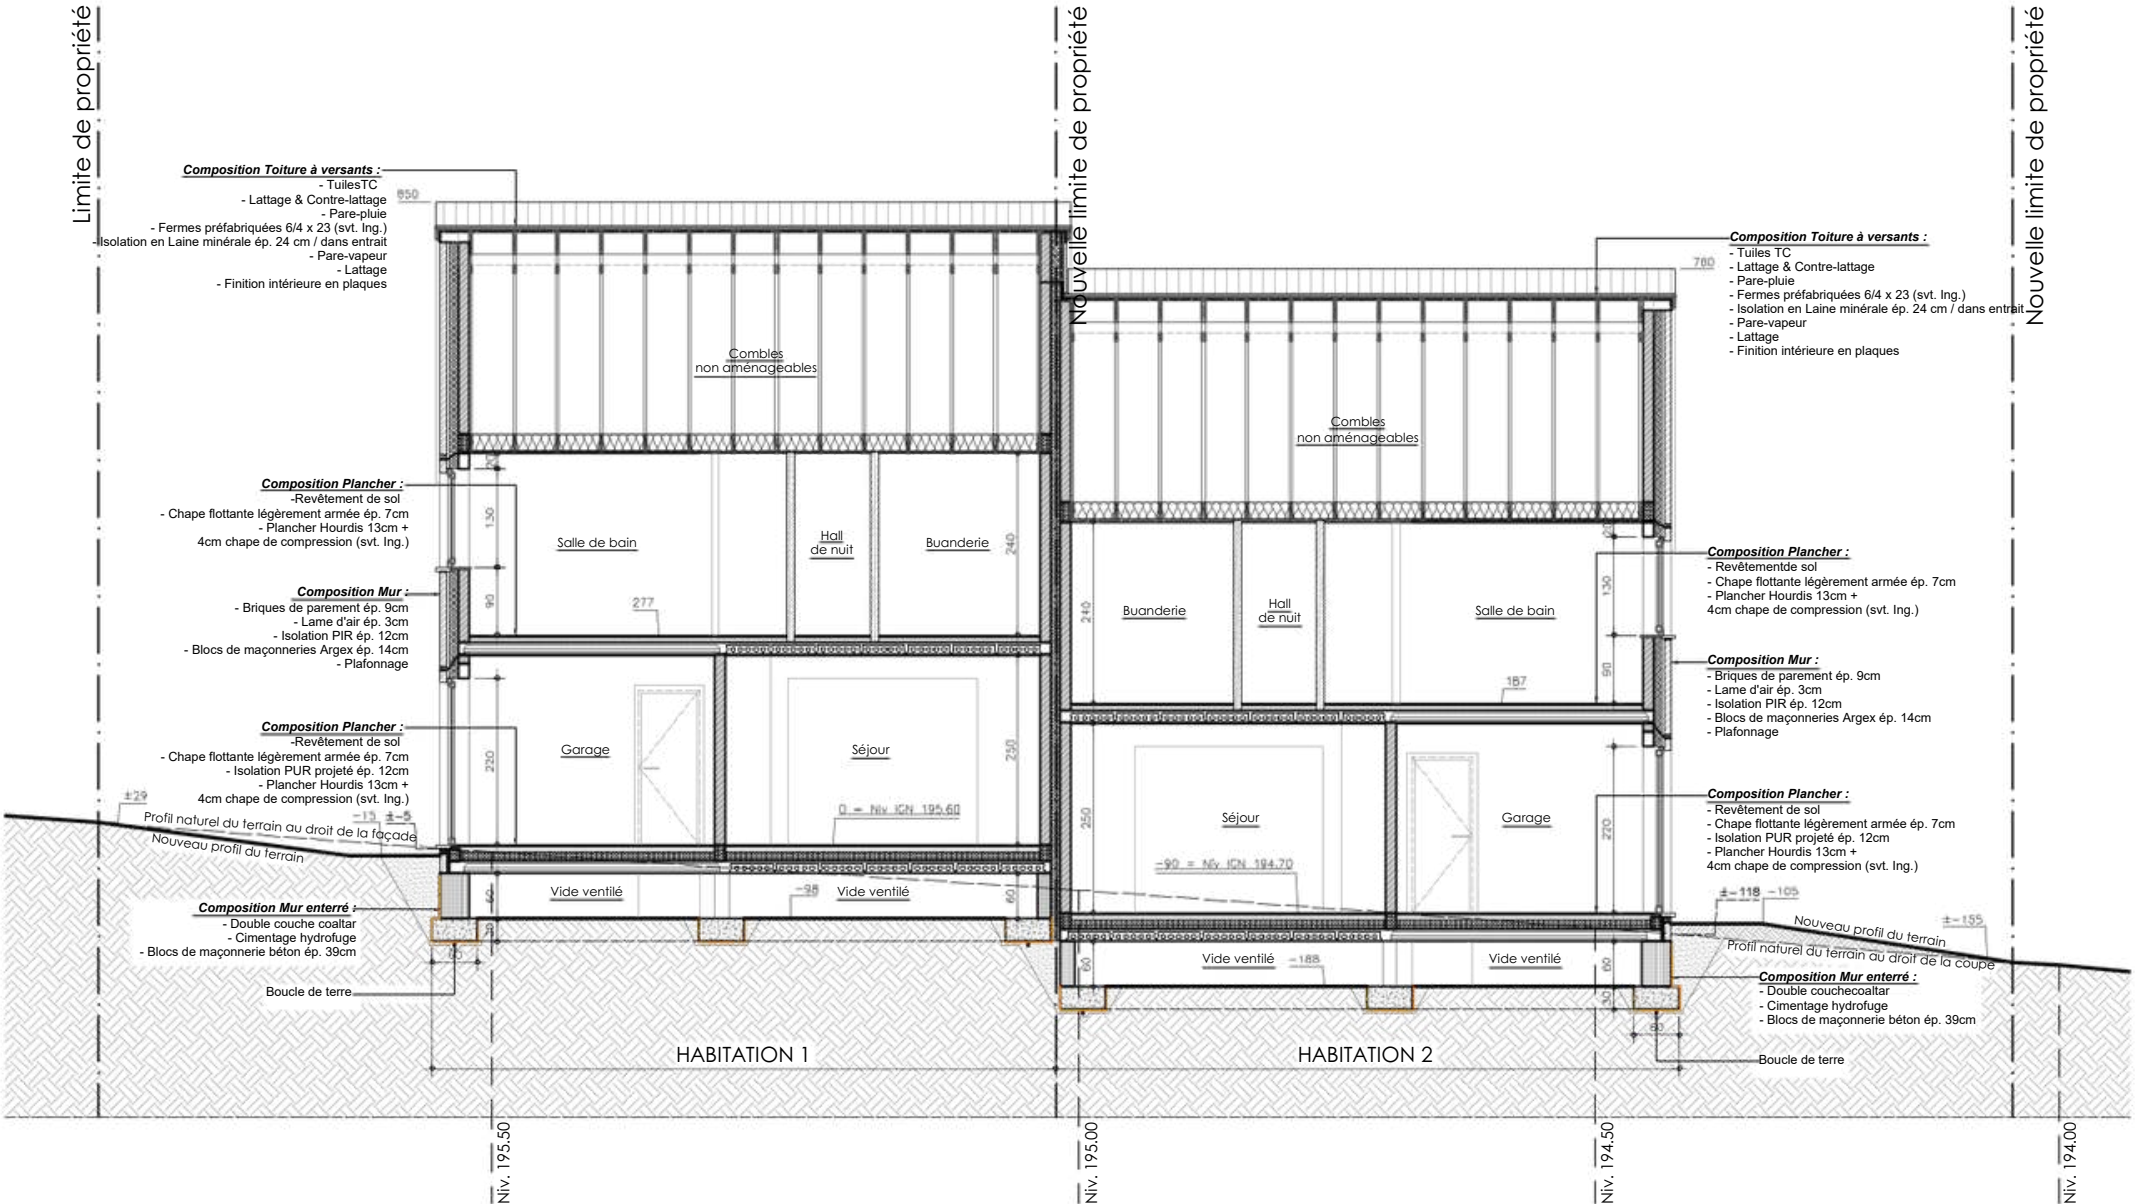 Limite de propriété
Nouvelle limite de propriété
Nouvelle limite de propriété
Composition Toiture à versants :
- TuilesTC
- Lattage & Contre-lattage
- Pare-pluie
- Fermes préfabriquées 6/4 x 23 (svt. Ing.)
- Isolation en Laine minérale ép. 24 cm / dans entrait
- Pare-vapeur
- Lattage
- Finition intérieure en plaques
850
Composition Toiture à versants :
- Tuiles TC
- Lattage & Contre-lattage
- Pare-pluie
- Fermes préfabriquées 6/4 x 23 (svt. Ing.)
- Isolation en Laine minérale ép. 24 cm / dans entrait
- Pare-vapeur
- Lattage
- Finition intérieure en plaques
760
Combles
non aménageables
Combles
non aménageables
Composition Plancher :
-Revêtement de sol
- Chape flottante légèrement armée ép. 7cm
- Plancher Hourdis 13cm +
4cm chape de compression (svt. Ing.)
Composition Mur :
- Briques de parement ép. 9cm
- Lame d'air ép. 3cm
- Isolation PIR ép. 12cm
- Blocs de maçonneries Argex ép. 14cm
- Plafonnage
Composition Plancher :
-Revêtement de sol
- Chape flottante légèrement armée ép. 7cm
- Isolation PUR projeté ép. 12cm
- Plancher Hourdis 13cm +
4cm chape de compression (svt. Ing.)
20
130
90
Salle de bain
Hall
de nuit
Buanderie
240
277
220
Garage
Séjour
250
0 = Niv IGN 195.60
±29
-15
±-5
Profil naturel du terrain au droit de la façade
Nouveau profil du terrain
Composition Mur enterré :
- Double couche coaltar
- Cimentage hydrofuge
- Blocs de maçonnerie béton ép. 39cm
Boucle de terre
60
Vide ventilé
-98
Vide ventilé
60
60
240
Buanderie
Hall
de nuit
Salle de bain
20
130
90
187
250
Séjour
Garage
220
-90 = Niv IGN 194.70
Composition Plancher :
- Revêtementde sol
- Chape flottante légèrement armée ép. 7cm
- Plancher Hourdis 13cm +
4cm chape de compression (svt. Ing.)
Composition Mur :
- Briques de parement ép. 9cm
- Lame d'air ép. 3cm
- Isolation PIR ép. 12cm
- Blocs de maçonneries Argex ép. 14cm
- Plafonnage
Composition Plancher :
- Revêtement de sol
- Chape flottante légèrement armée ép. 7cm
- Isolation PUR projeté ép. 12cm
- Plancher Hourdis 13cm +
4cm chape de compression (svt. Ing.)
±-118
-105
±-155
Nouveau profil du terrain
Profil naturel du terrain au droit de la coupe
60
Vide ventilé
-188
Vide ventilé
60
30
60
Composition Mur enterré :
- Double couchecoaltar
- Cimentage hydrofuge
- Blocs de maçonnerie béton ép. 39cm
Boucle de terre
HABITATION 1
HABITATION 2
Niv. 195.50
Niv. 195.00
Niv. 194.50
Niv. 194.00